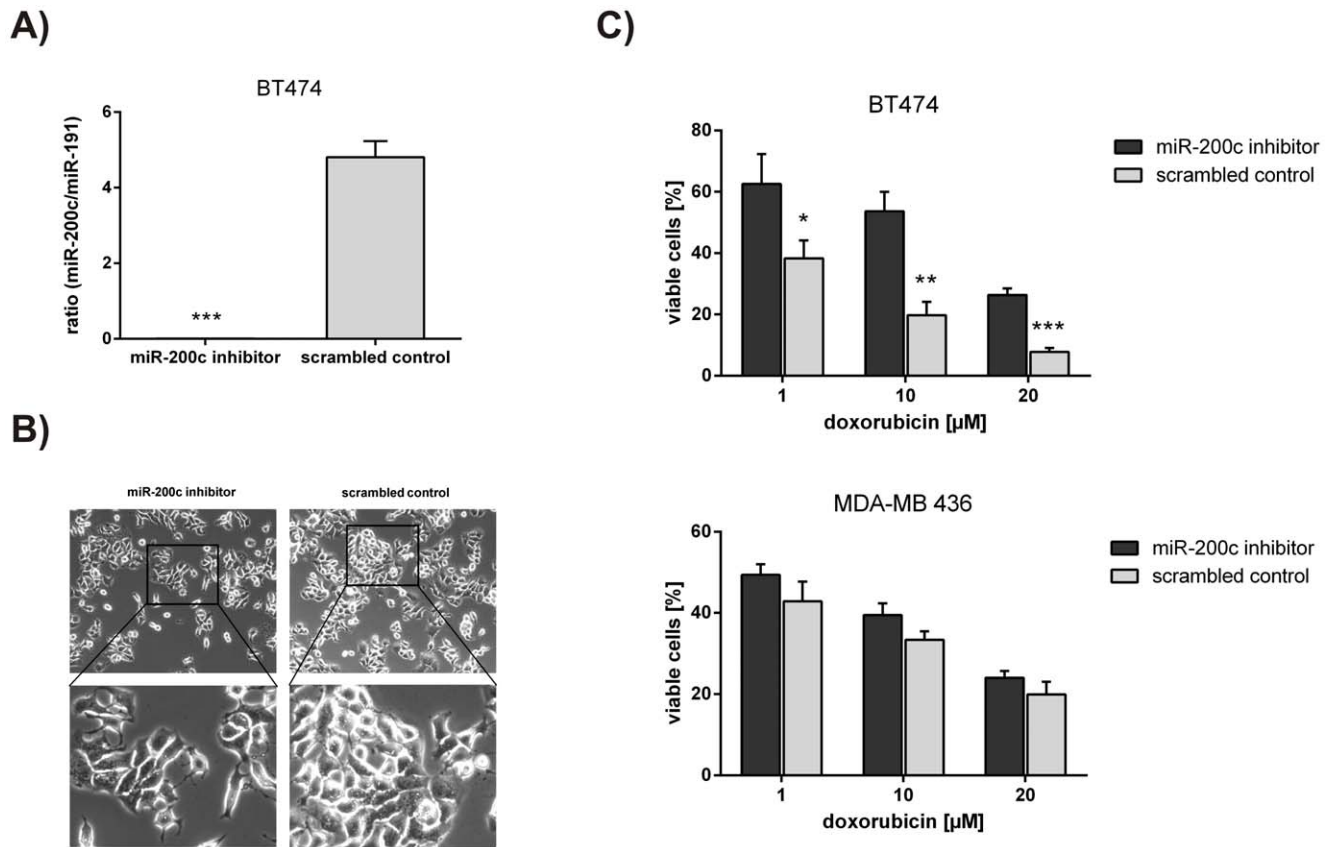 A)
BT474
ratio (miR-200c/miR-191)
6
4
2
0
***
miR-200c inhibitor
scrambled control
B)
miR-200c inhibitor
scrambled control
C)
BT474
viable cells [%]
80
60
40
20
0
*
**
***
1
10
20
doxorubicin [µM]
miR-200c inhibitor
scrambled control
MDA-MB 436
viable cells [%]
60
40
20
0
1
10
20
doxorubicin [µM]
miR-200c inhibitor
scrambled control